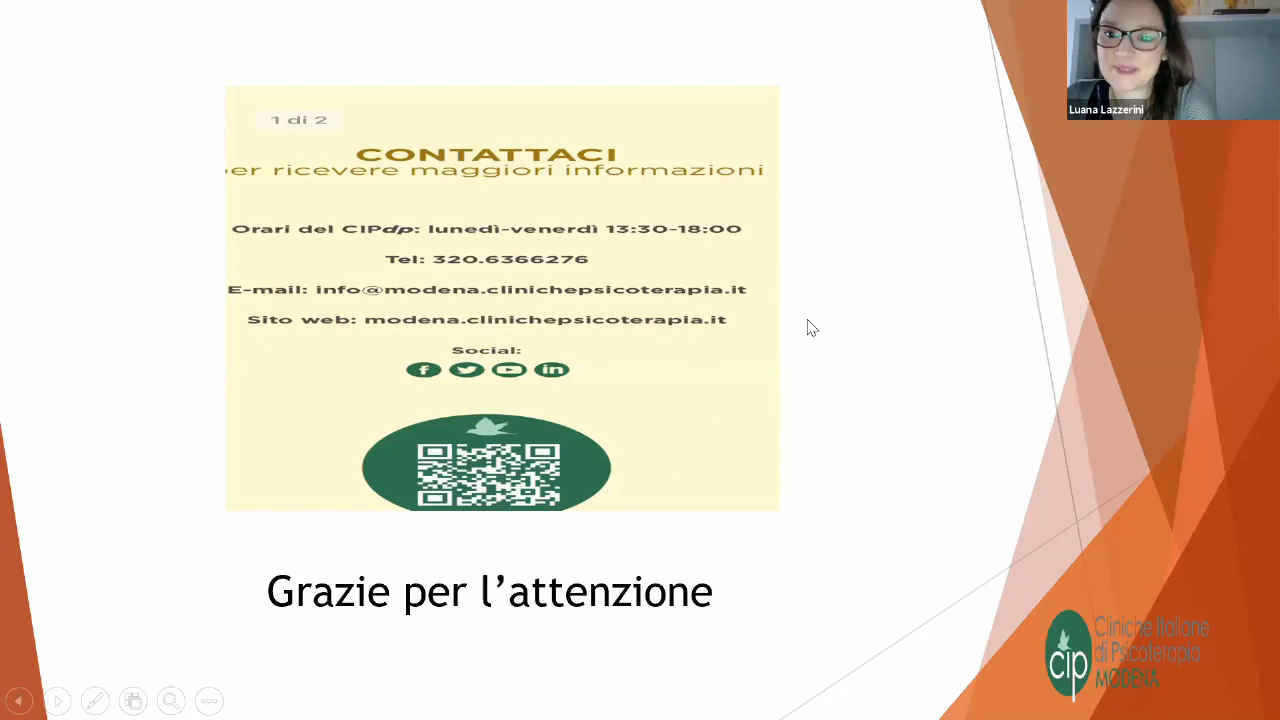 Luana Lazzerini
1 di 2
CONTATTACI
per ricevere maggiori informazioni
Orari del CIPdp: lunedì-venerdì 13:30-18:00
Tel: 320.6366276
E-mail: info@modena.clinichepsicoterapia.it
Sito web: modena.clinichepsicoterapia.it
Social:
f in
Grazie per l’attenzione
cip
Cliniche Italiane
di Psicoterapia
MODENA